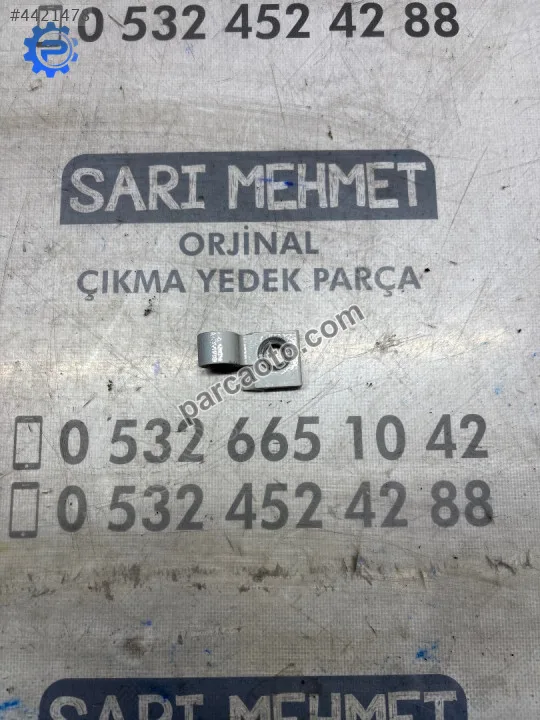 #4421473
0 532 452 42 88
SARI MEHMET
ORJİNAL
ÇIKMA YEDEK PARÇA
parcaoto.com
0 532 665 10 42
0 532 452 42 88
SARI MEHMET